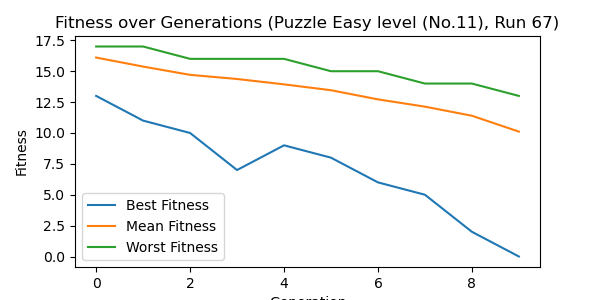 Fitness over Generations (Puzzle Easy level (No.11), Run 67)
17.5
15.0
12.5
10.0
7.5
5.0
2.5
0.0
Fitness
Best Fitness
Mean Fitness
Worst Fitness
0 2 4 6 8
Generation